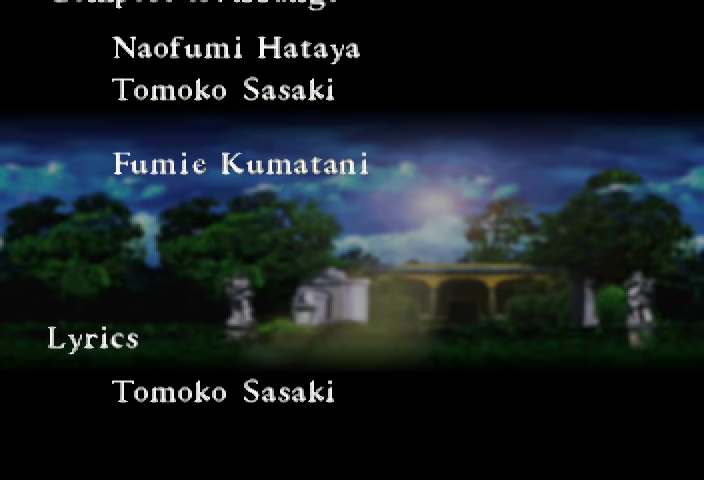 Naofumi Hataya
Tomoko Sasaki
Fumie Kumatani
Lyrics
Tomoko Sasaki